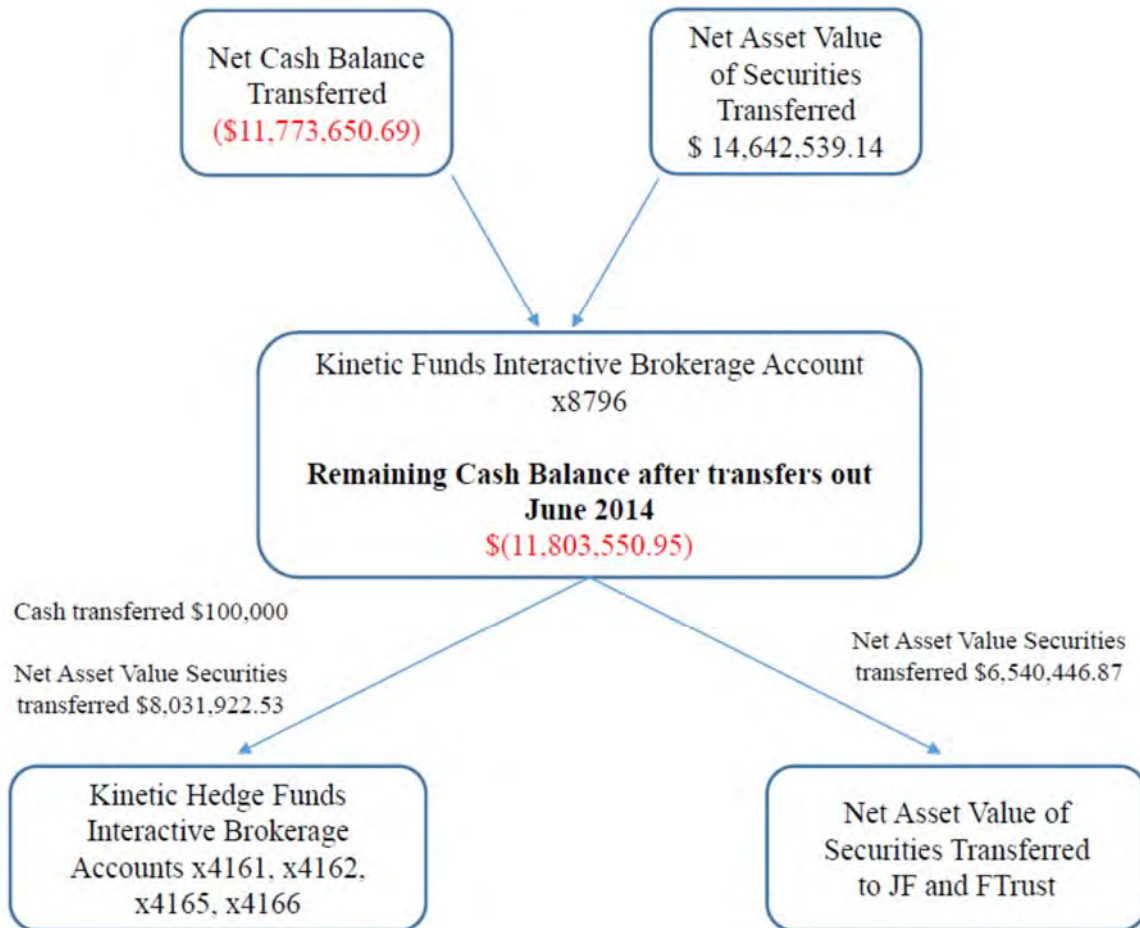 Net Cash Balance
Transferred
($11,773,650.69)
Net Asset Value
of Securities
Transferred
$ 14,642,539.14
Kinetic Funds Interactive Brokerage Account
x8796
Remaining Cash Balance after transfers out
June 2014
$(11,803,550.95)
Cash transferred $100,000
Net Asset Value Securities
transferred $8,031,922.53
Net Asset Value Securities
transferred $6,540,446.87
Kinetic Hedge Funds
Interactive Brokerage
Accounts x4161, x4162,
x4165, x4166
Net Asset Value of
Securities Transferred
to JF and FTrust